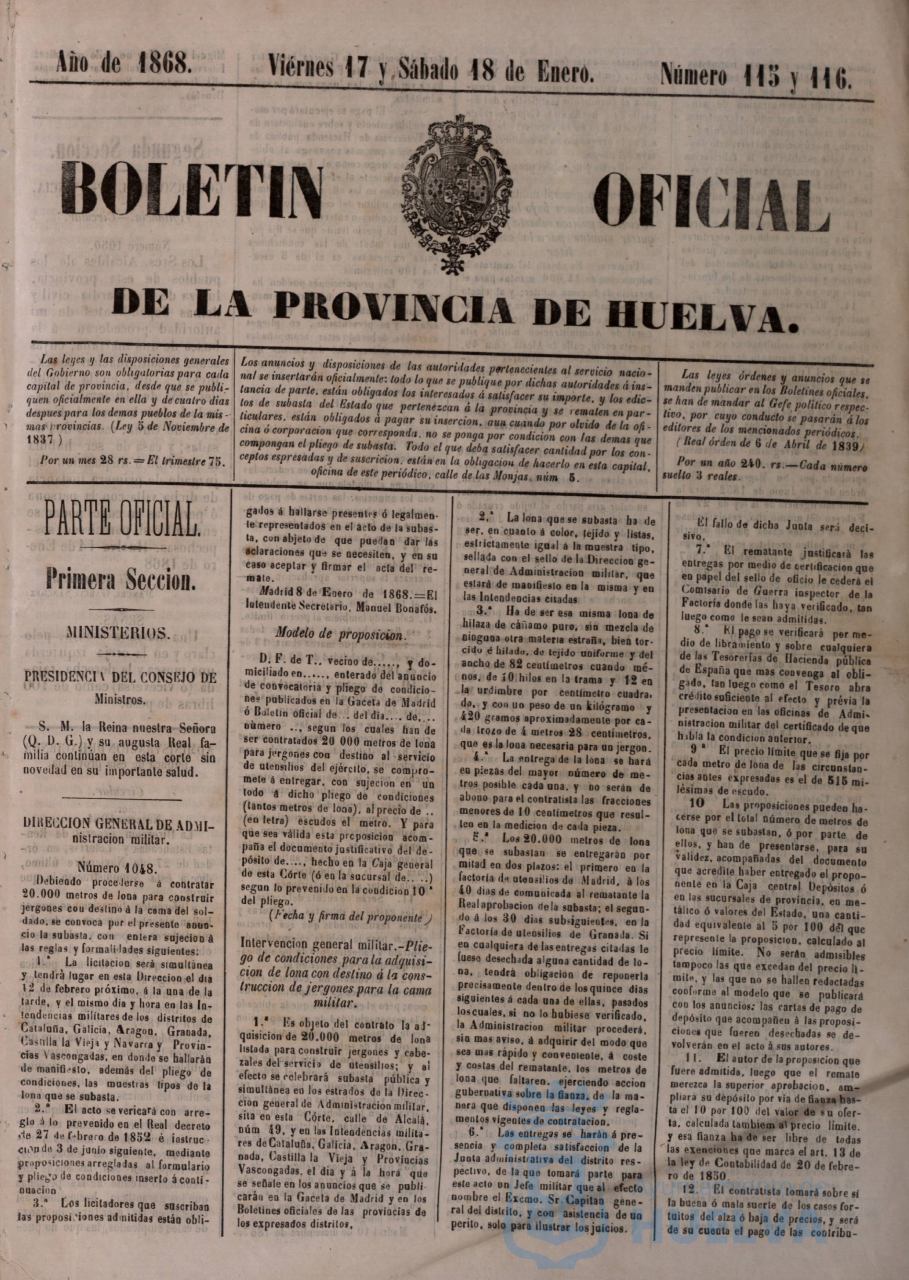 Año de 1868.
Viérnes 17 y Sábado 18 de Enero.
Número 115 y 116.
BOLETIN OFICIAL
DE LA PROVINCIA DE HUELVA.
Las leyes y las disposiciones generales
del Gobierno son obligatorias para cada
capital de provincia, desde que se publi-
quen oficialmente en ella y de cuatro dias
despues para los demas pueblos de la mis-
mas provincias. (Ley 3 de Noviembre de
1837.)
Por un mes 28 rs.=El trimestre 75.
Los anuncios y disposiciones de las autoridades pertenecientes al servicio nacio-
nal se insertarán oficialmente: todo lo que se publique por dichas autoridades á ins-
tancia de parte, están obligados los interesados á satisfacer su importe, y los edic-
tos de subasta del Estado que pertenezcan á la provincia y se rematen en par-
ticulares, están obligados á pagar su insercion, aun cuando por olvido de la ofi-
cina ó corporacion que corresponda, no se ponga por condicion con las demas que
compongan el pliego de subasta. Todo el que deba satisfacer cantidad por los con-
ceptos espresadas y de suscricion, están en la obligacion de hacerlo en esta capital,
oficina de este periódico, calle de las Monjas, núm 5.
Las leyes órdenes y anuncios que se
manden publicar en los Boletines oficiales,
se han de mandar al Gefe político respec-
tivo, por cuyo conducto se pasarán á los
editores de los mencionados periódicos.
(Real órden de 6 de Abril de 1839)
Por un año 240. rs.—Cada número
suelto 3 reales.
PARTE OFICIAL.
Primera Seccion.
MINISTERIOS.
PRESIDENCIA DEL CONSEJO DE
Ministros.
S. M. la Reina nuestra Señora
(Q. D. G.) y su augusta Real fa-
milia continúan en esta corte sin
novedad en su importante salud.
DIRECCION GENERAL DE ADMI-
nistracion militar.
Número 1048.
Debiendo procederse á contratar
20.000 metros de lona para construir
jergones con destino á la cama del sol-
dado, se convoca por el presente anun-
cio la subasta, con entera sujecion á
las reglas y formalidades siguientes:
1.ª La licitacion será simultánea
y tendrá lugar en esta Direccion el dia
12 de febrero próximo, á la una de la
tarde, y el mismo dia y hora en las In-
tendencias militares de los distritos de
Cataluña, Galicia, Aragon, Granada,
Castilla la Vieja y Navarra y Provin-
cias Vascongadas, en donde se hallarán
de manifiesto, además del pliego de
condiciones, las muestras tipos de la
lona que se subasta.
2.ª El acto se vericará con arre-
glo á lo prevenido en el Real decreto
de 27 de febrero de 1852 é instruc-
cion de 3 de junio siguiente, mediante
proposiciones arregladas al formulario
y pliego de condiciones inserto á conti-
nuacion
3.ª Los licitadores que suscriban
las proposiciones admitidas están obli-
gados á hallarse presentes ó legalmen-
te representados en el acto de la subas-
ta, con objeto de que puedan dar las
aclaraciones que se necesiten, y en su
caso aceptar y firmar el acta del re-
mate.
Madrid 8 de Enero de 1868.=El
Intendente Secretario, Manuel Bonafós.
Modelo de proposicion.
D. F. de T.. vecino de....., y do-
miciliado en....., enterado del anuncio
de convocatoria y pliego de condicio-
nes publicados en la Gaceta de Madrid
ó Boletin oficial de.. del dia.... de...
número .., segun los cuales han de
ser contratados 20 000 metros de lona
para jergones con destino al servicio
de utensilios del ejército, se compro-
mete á entregar, con sujecion en un
todo á dicho pliego de condiciones
(tantos metros de lona), al precio de ..
(en letra) escudos el metro. Y para
que sea válida esta proposicion acom-
paña el documento justificativo del de-
pósito de...., hecho en la Caja general
de esta Córte (ó en la sucursal de.. ..)
segun lo prevenido en la condicion 10ª
del pliego.
(Fecha y firma del proponente)
Intervencion general militar.-Plie-
go de condiciones para la adquisi-
cion de lona con destino á la cons-
truccion de jergones para la cama
militar.
1.ª Es objeto del contrato la ad-
quisicion de 20.000 metros de lona
listada para construir jergones y cabe-
zales del servicio de utensilios; y al
efecto se celebrará subasta pública y
simultánea en los estrados de la Direc-
cion general de Administracion militar,
sita en esta Córte, calle de Alcalá,
núm 49, y en las Intendencias milita-
res de Cataluña, Galicia, Aragon, Gra-
nada, Castilla la Vieja y Provincias
Vascongadas, el dia y á la hora que
se señale en los anuncios que se publi-
carán en la Gaceta de Madrid y en los
Boletines oficiales de las provincias de
los expresados distritos.
2.ª La lona que se subasta ha de
ser, en cuanto á color, tejido y listas,
estrictamente igual á la muestra tipo,
sellada con el sello de la Direccion ge-
neral de Administracion militar, que
estará de manifiesto en la misma y en
las Intendencias citadas
3.ª Ha de ser esa misma lona de
hilaza de cáñamo puro, sin mezcla de
ninguna otra materia estraña, bien tor-
cido é hilado, de tejido uniforme y del
ancho de 82 centímetros cuando mé-
nos, de 10 hilos en la trama y 12 en
la urdimbre por centímetro cuadra-
do, y con un peso de un kilógramo y
420 gramos aproximadamente por ca-
da trozo de 4 metros 28 centímetros,
que es la lona necesaria para un jergon.
4.ª La entrega de la lona se hará
en piezas del mayor número de me-
tros posible cada una, y no serán de
abono para el contratista las fracciones
menores de 10 centímetros que resul-
ten en la medicion de cada pieza.
5.ª Los 20.000 metros de lona
que se subastan se entregarán por
mitad en dos plazos: el primero en la
factoría de utensilios de Madrid, á los
40 dias de comunicada al rematante la
Real aprobacion de la subasta; el segun-
do á los 30 dias subsiguientes, en la
Factoría de utensilios de Granada. Si
en cualquiera de las entregas citadas le
fuese desechada alguna cantidad de lo-
na, tendrá obligacion de reponerla
precisamente dentro de los quince dias
siguientes á cada una de ellas, pasados
los cuales, si no lo hubiese verificado,
la Administracion militar procederá,
sin mas aviso, á adquirir del modo que
sea mas rápido y conveniente, á coste
y costas del rematante, los metros de
lona que faltaren, ejerciendo accion
gubernativa sobre la fianza, de la ma-
nera que disponen las leyes y regla-
mentos vigentes de contratacion.
6.ª Las entregas se harán á pre-
sencia y completa satisfaccion de la
Junta administrativa del distrito res-
pectivo, de la que tomará parte para
este acto un Jefe militar que al efecto
nombre el Excmo. Sr Capitan gene-
ral del distrito, y con asistencia de un
perito, solo para ilustrar los juicios.
El fallo de dicha Junta será deci-
sivo.
7.ª El rematante justificará las
entregas por medio de certificacion que
en papel del sello de oficio le cederá el
Comisario de Guerra inspector de la
Factoria donde las haya verificado, tan
luego como le sean admitidas.
8.ª El pago se verificará por me-
dio de libramiento y sobre cualquiera
de las Tesorerías de Hacienda pública
de España que mas convenga al obli-
gado, tan luego como el Tesoro abra
crédito suficiente al efecto y prévia la
presentacion en las oficinas de Admi-
nistracion militar del certificado de que
habla la condicion anterior.
9ª El precio límite que se fija por
cada metro de lona de las circunstan-
cias antes expresadas es el de 515 mi-
lésimas de escudo.
10 Las proposiciones pueden ha-
cerse por el total número de metros de
lona que se subastan, ó por parte de
ellos, y han de presentarse, para su
validez, acompañadas del documento
que acredite haber entregado el propo-
nente en la Caja central Depósitos ó
en las sucursales de provincia, en me-
tálico ó valores del Estado, una canti-
dad equivalente al 5 por 100 del que
represente la proposicion, calculado al
precio límite. No serán admisibles
tampoco las que excedan del precio lí-
mite, y las que no se hallen redactadas
conforme al modelo que se publicará
con los anuncios; las cartas de pago de
depósito que acompañen á las proposi-
ciones que fueren desechadas se de-
volverán en el acto á sus autores.
11. El autor de la proposicion que
fuere admitida, luego que el remate
merezca la superior aprobacion, am-
pliará su depósito por vía de fianza has-
ta el 10 por 100 del valor de su ofer-
ta, calculada tambiem al precio límite,
y esa fianza ha de ser libre de todas
las exenciones que marca el art. 13 de
la ley de Contabilidad de 20 de febre-
ro de 1850.
12. El contratista tomará sobre si
la buena ó mala suerte de los casos for-
tuitos del alza ó baja de precios, y será
de su cuenta el pago de las contribu-
HUELVA